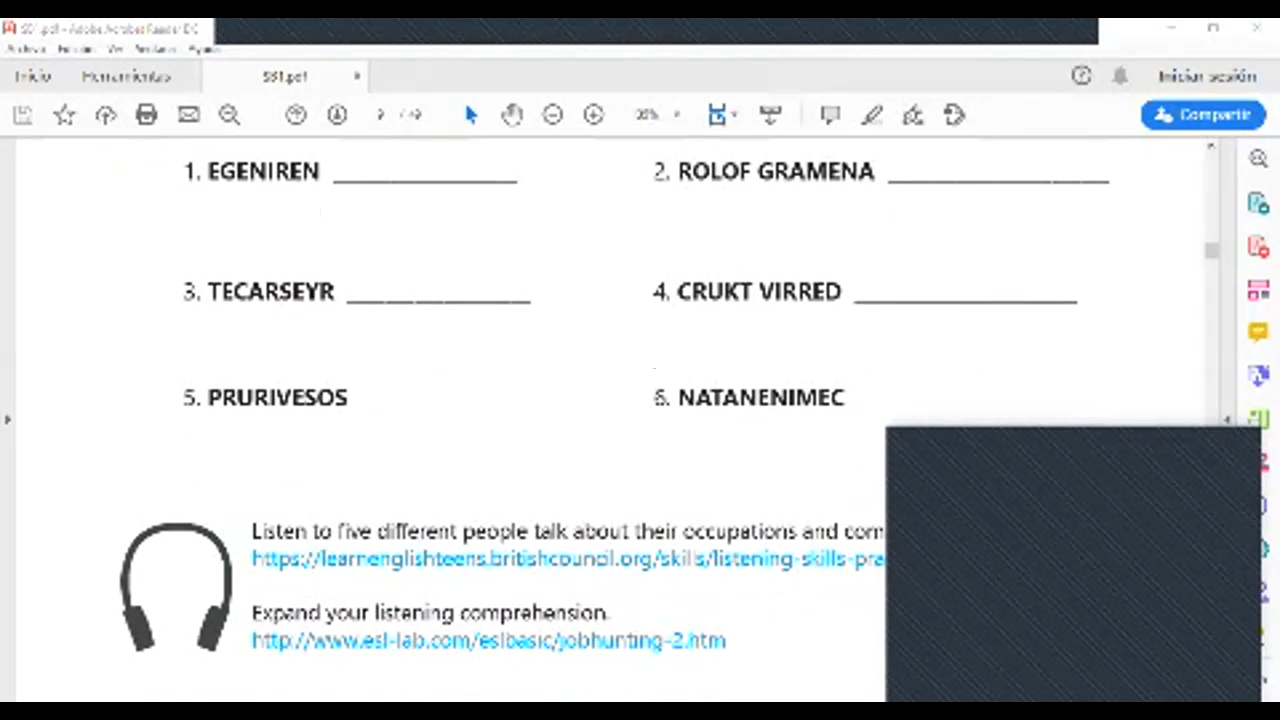 Inicio Herramientas SB1.pdf Iniciar sesión
Compartir
1. EGENIREN 2. ROLOF GRAMENA
3. TECARSEYR 4. CRUKT VIRRED
5. PRURIVESOS 6. NATANENIMEC
Listen to five different people talk about their occupations and com
https://learnenglishteens.britishcouncil.org/skills/listening-skills-pra
Expand your listening comprehension.
http://www.esl-lab.com/eslbasic/jobhunting-2.htm